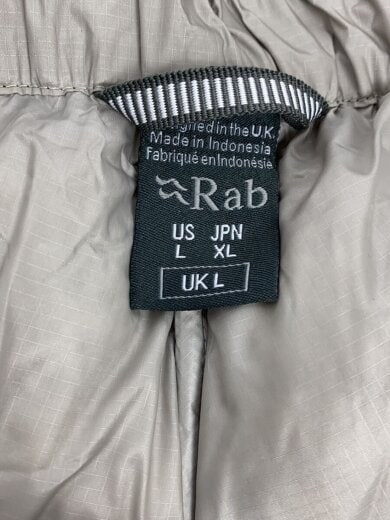 in the U.K.
Made in Indonesia
Fabriqué en Indonésie
Rab
US JPN
L XL
UK L